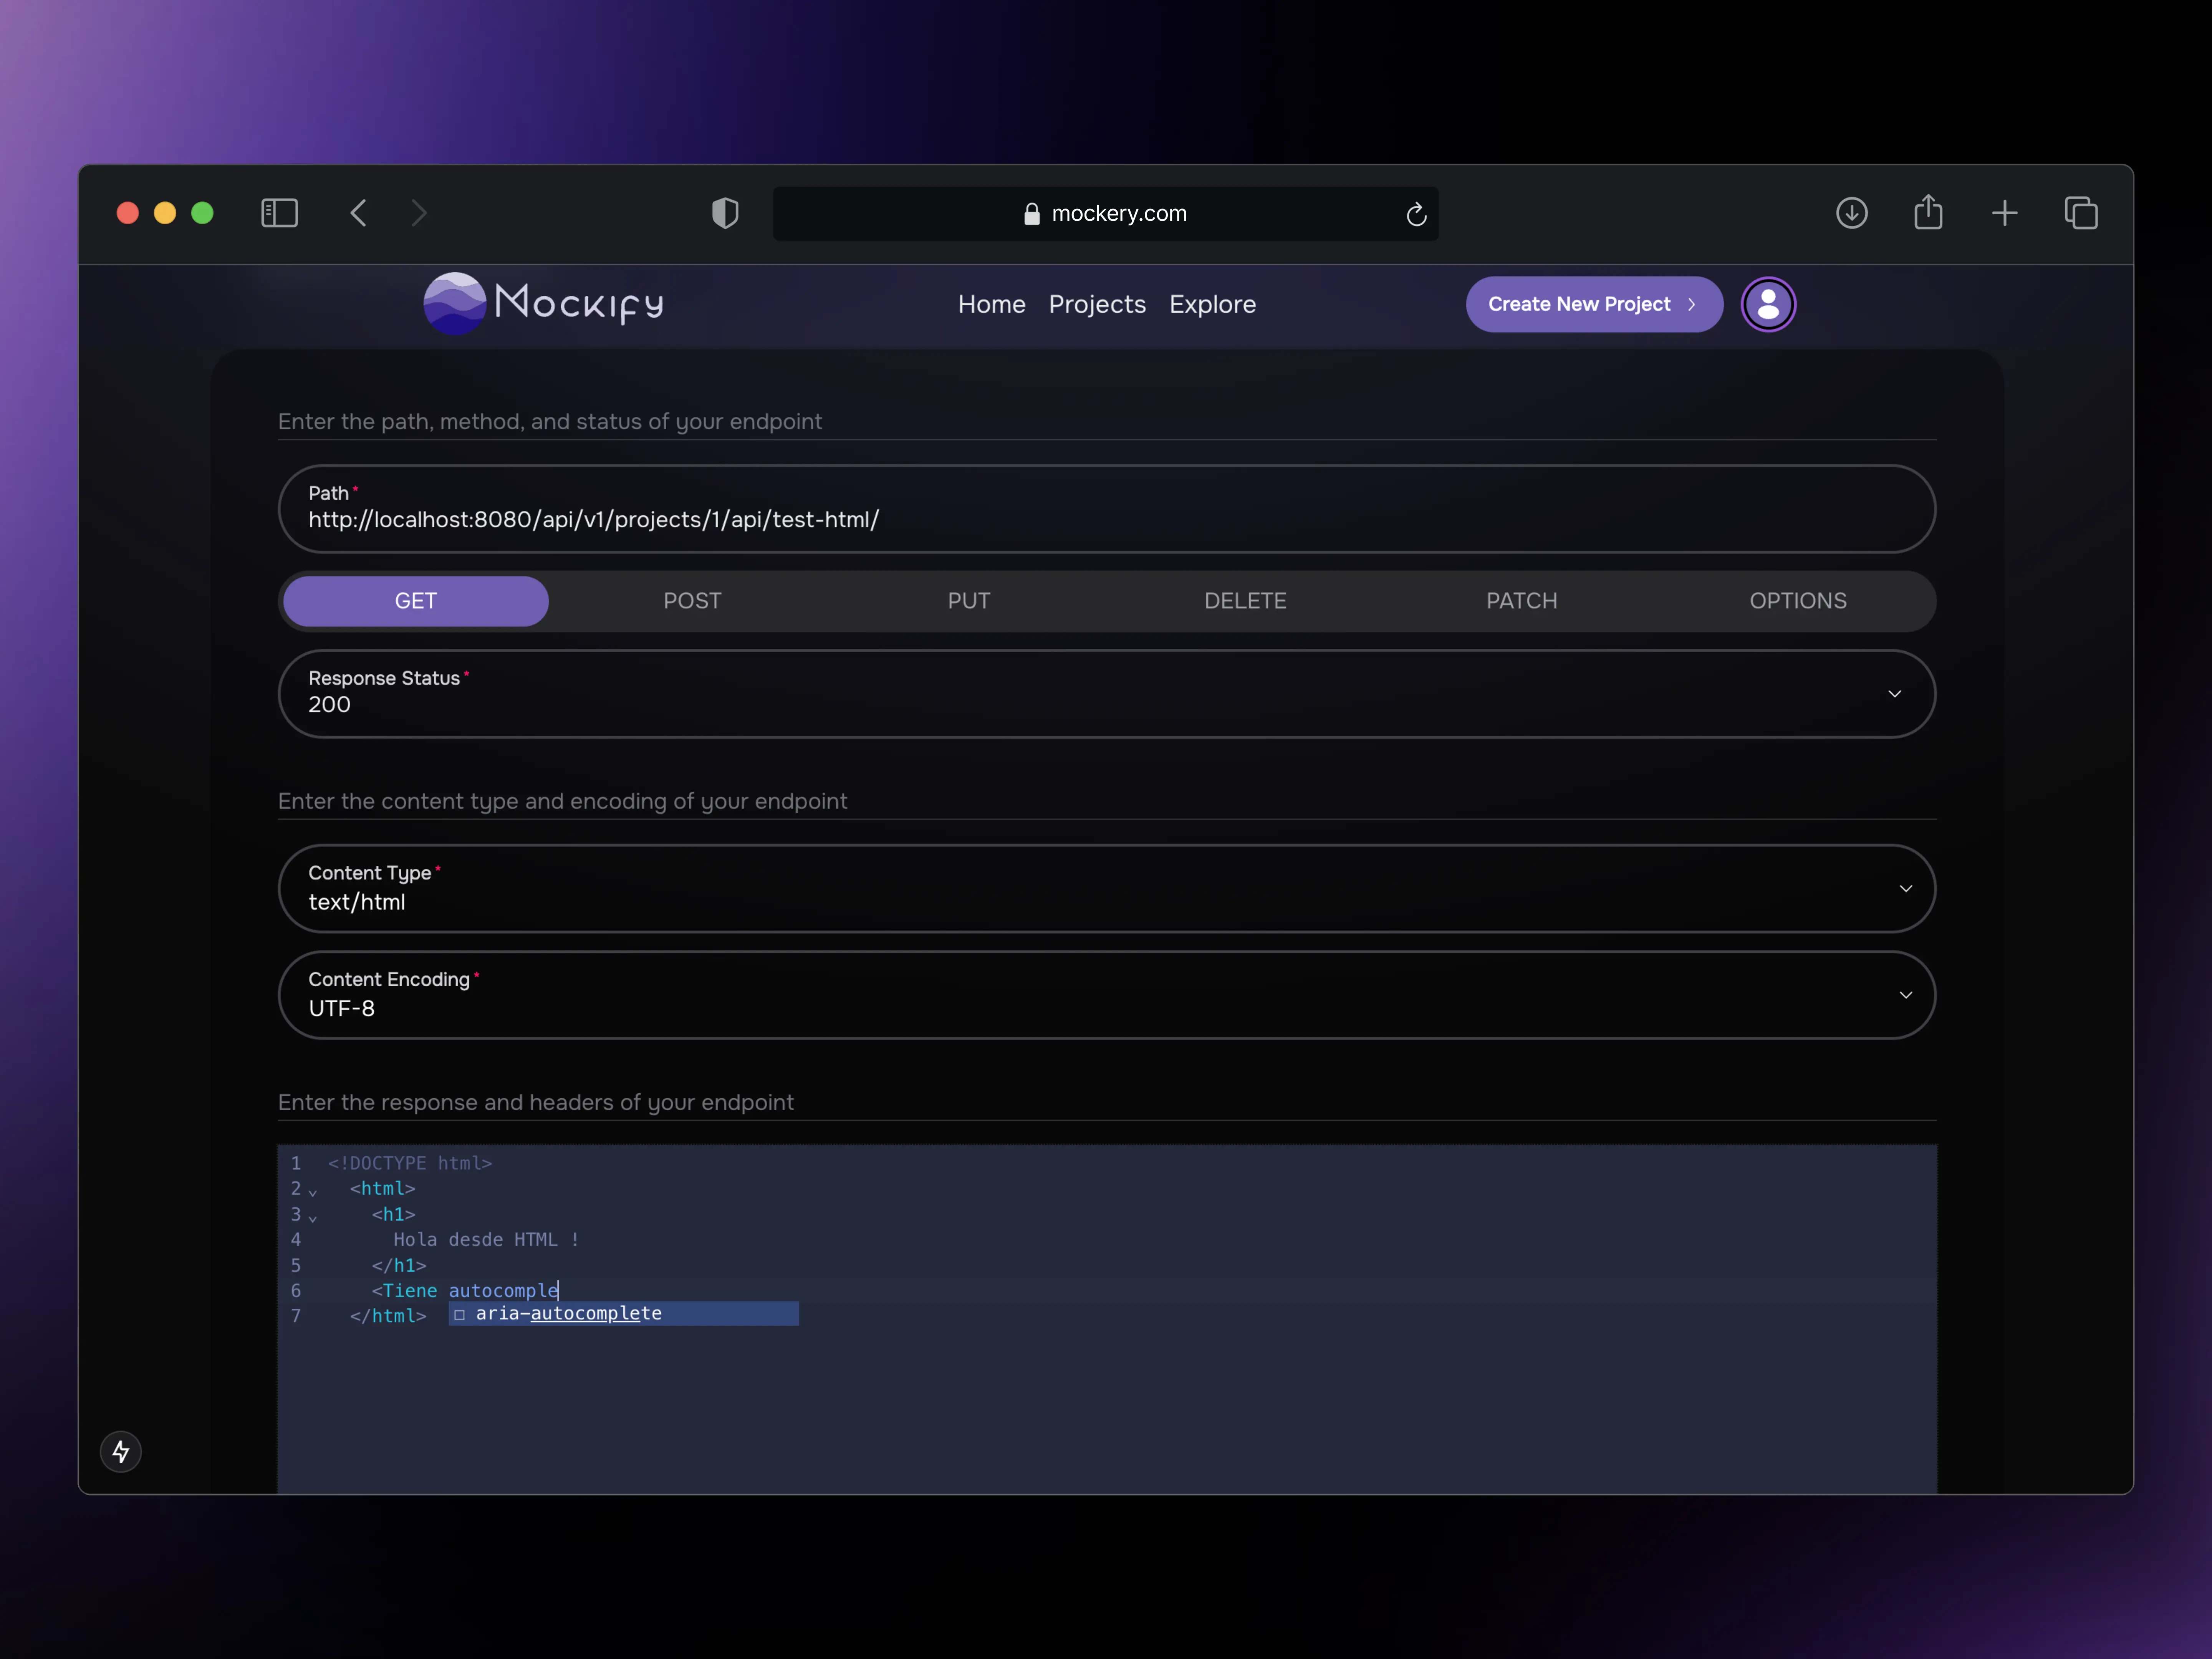 mockery.com
Mockify
Home Projects Explore
Create New Project
Enter the path, method, and status of your endpoint
Path*
http://localhost:8080/api/v1/projects/1/api/test-html/
GET POST PUT DELETE PATCH OPTIONS
Response Status*
200
Enter the content type and encoding of your endpoint
Content Type*
text/html
Content Encoding*
UTF-8
Enter the response and headers of your endpoint
1 <!DOCTYPE html>
2 <html>
3 <h1>
4 Hola desde HTML !
5 </h1>
6 <Tiene autocomple
aria-autocomplete
7 </html>